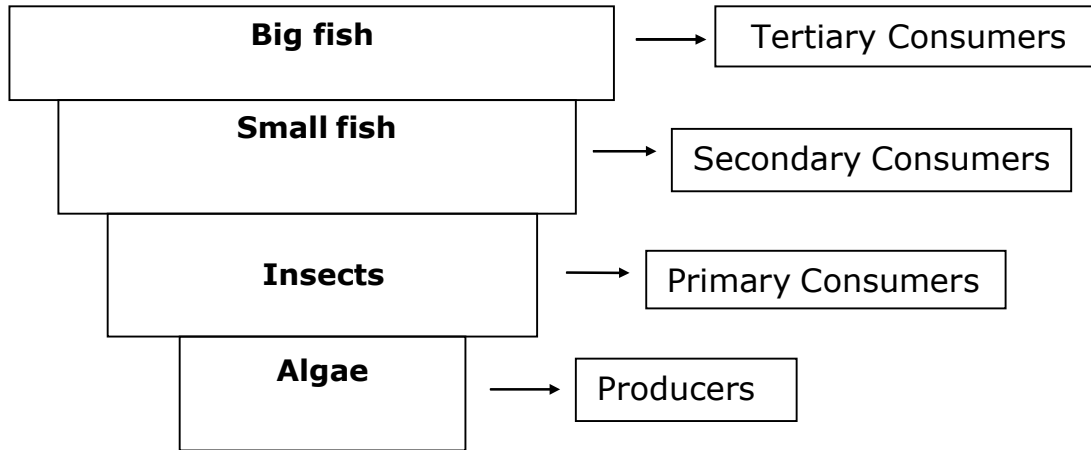 Big fish
Tertiary Consumers
Small fish
Secondary Consumers
Insects
Primary Consumers
Algae
Producers